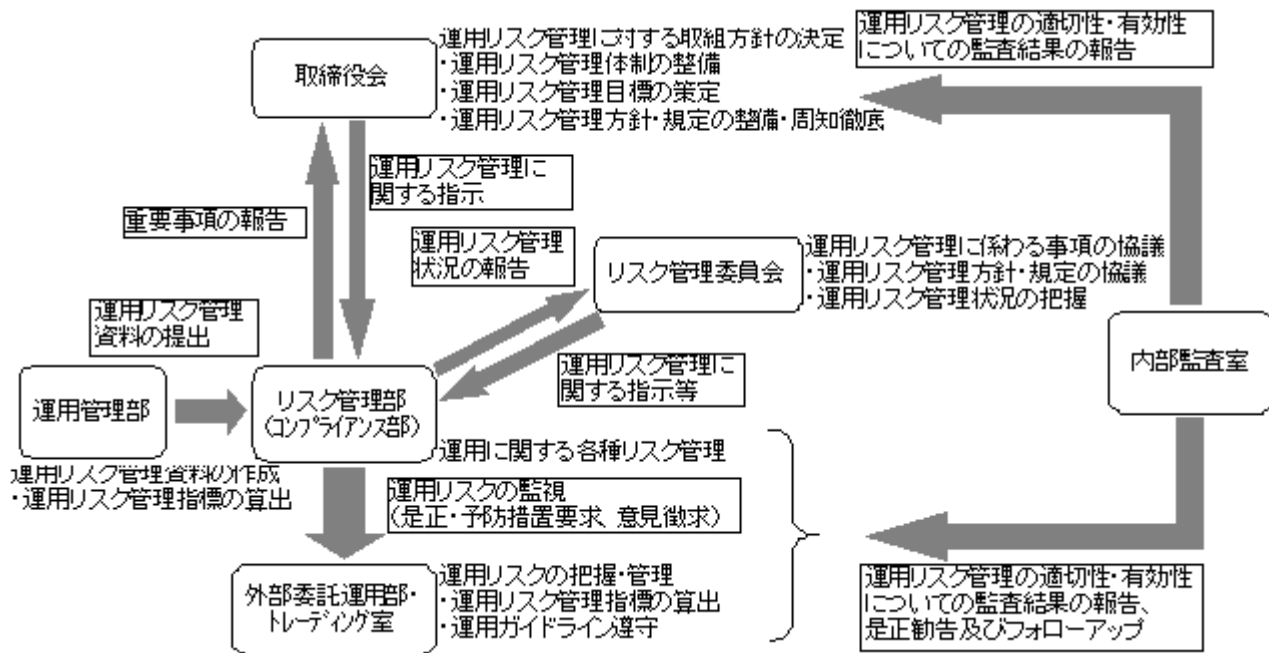 運用リスク管理に対する取組方針の決定
・運用リスク管理体制の整備
・運用リスク管理目標の策定
・運用リスク管理方針・規定の整備・周知徹底
取締役会
運用リスク管理の適切性・有効性
についての監査結果の報告
運用リスク管理に
関する指示
重要事項の報告
運用リスク管理
状況の報告
リスク管理委員会
運用リスク管理に係わる事項の協議
・運用リスク管理方針・規定の協議
・運用リスク管理状況の把握
運用リスク管理
資料の提出
運用リスク管理に
関する指示等
内部監査室
運用管理部
リスク管理部
（コンプライアンス部）
運用に関する各種リスク管理
運用リスク管理資料の作成
・運用リスク管理指標の算出
運用リスクの監視
（是正・予防措置要求、意見徴求）
外部委託運用部・
トレーディング室
運用リスクの把握・管理
・運用リスク管理指標の算出
・運用ガイドライン遵守
運用リスク管理の適切性・有効性
についての監査結果の報告、
是正勧告及びフォローアップ